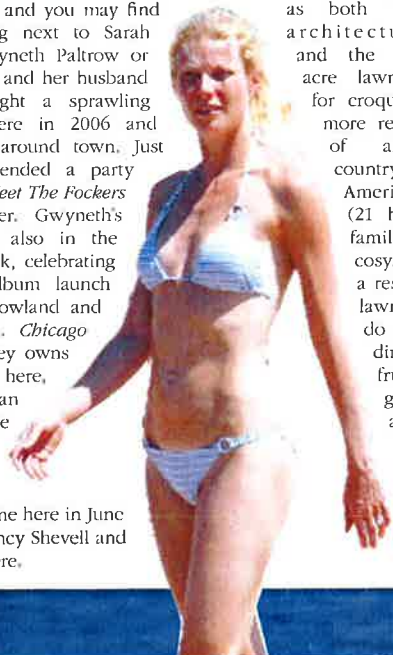 and you may find
g next to Sarah
yneth Paltrow or
and her husband
ght a sprawling
ere in 2006 and
around town. Just
ended a party
eet The Fockers
er. Gwyneth's
also in the
k, celebrating
lbum launch
owland and
. Chicago
ey owns
here,
an
e
ne here in June
ncy Shevell and
re.
as both
architectu
and the
acre lawn
for croqu
more re
of a
country
Ameri
(21 h
famil
cosy
a res
lawn
do
din
fru
g
a